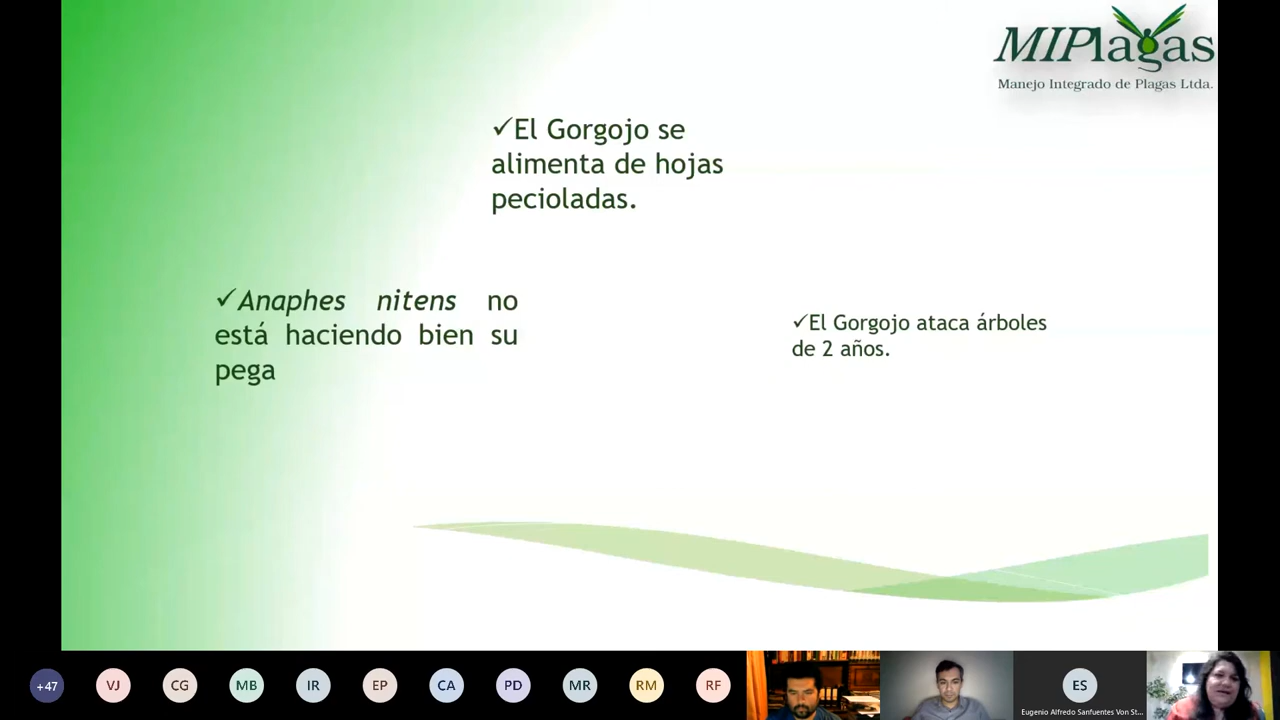 MIPlagas
Manejo Integrado de Plagas Ltda.
✓El Gorgojo se
alimenta de hojas
pecioladas.
✓Anaphes nitens no
está haciendo bien su
pega
✓El Gorgojo ataca árboles
de 2 años.
+47
VJ
CG
MB
IR
EP
CA
PD
MR
RM
RF
ES
Eugenio Alfredo Sanfuentes Von St...